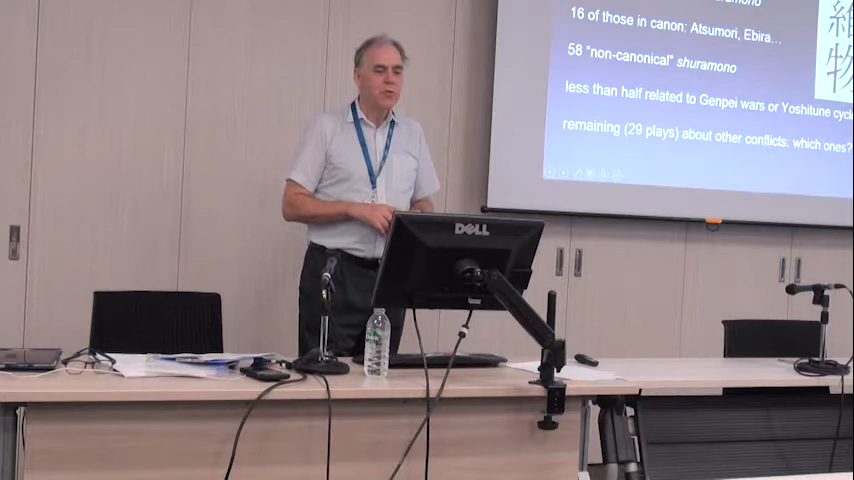 16 of those in canon: Atsumori, Ebira...
58 “non-canonical” shuramono
less than half related to Genpei wars or Yoshitune cycle
remaining (29 plays) about other conflicts. which ones?
物
DELL